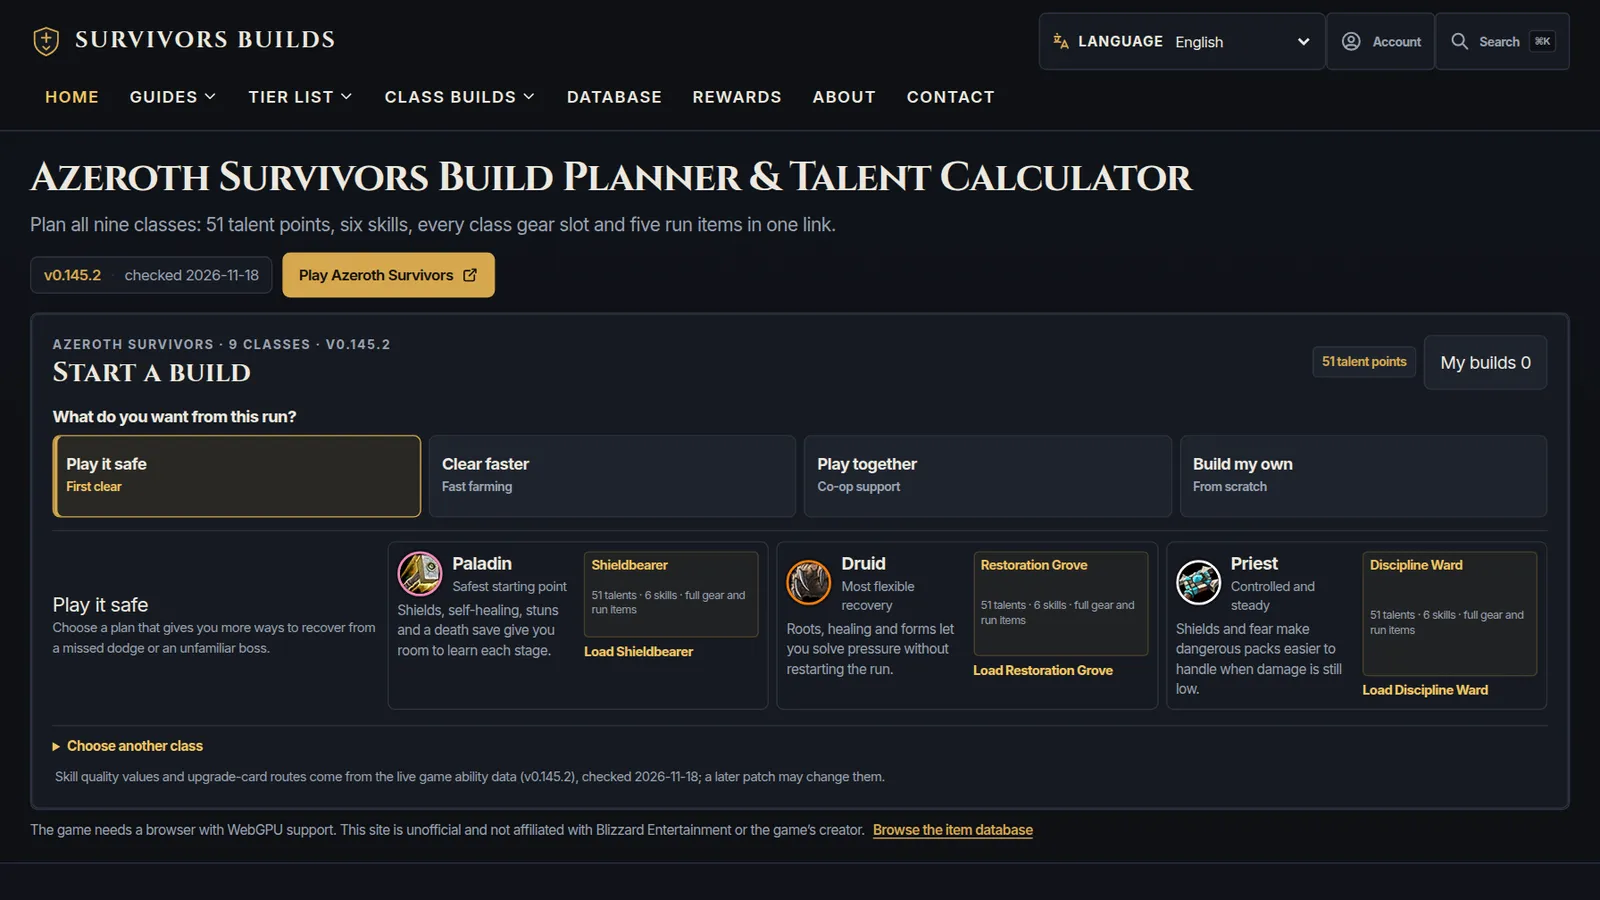 SURVIVORS BUILDS
LANGUAGE English
Account
Search ⌘K
HOME
GUIDES
TIER LIST
CLASS BUILDS
DATABASE
REWARDS
ABOUT
CONTACT
Azeroth Survivors Build Planner & Talent Calculator
Plan all nine classes: 51 talent points, six skills, every class gear slot and five run items in one link.
v0.145.2 · checked 2026-11-18
Play Azeroth Survivors
AZEROTH SURVIVORS · 9 CLASSES · V0.145.2
Start a build
51 talent points
My builds 0
What do you want from this run?
Play it safe
First clear
Clear faster
Fast farming
Play together
Co-op support
Build my own
From scratch
Play it safe
Choose a plan that gives you more ways to recover from
a missed dodge or an unfamiliar boss.
Paladin
Safest starting point
Shields, self-healing, stuns
and a death save give you
room to learn each stage.
Shieldbearer
51 talents · 6 skills · full gear and
run items
Load Shieldbearer
Druid
Most flexible
recovery
Roots, healing and forms let
you solve pressure without
restarting the run.
Restoration Grove
51 talents · 6 skills · full gear and
run items
Load Restoration Grove
Priest
Controlled and
steady
Shields and fear make
dangerous packs easier to
handle when damage is still
low.
Discipline Ward
51 talents · 6 skills · full gear and
run items
Load Discipline Ward
Choose another class
Skill quality values and upgrade-card routes come from the live game ability data (v0.145.2), checked 2026-11-18; a later patch may change them.
The game needs a browser with WebGPU support. This site is unofficial and not affiliated with Blizzard Entertainment or the game's creator. Browse the item database